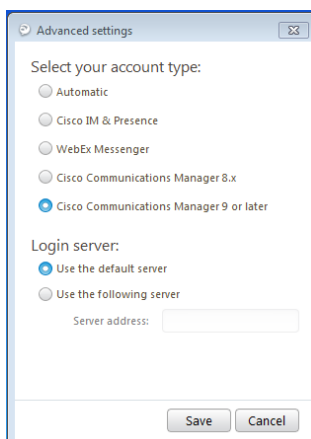 Advanced settings
Select your account type:
Automatic
Cisco IM & Presence
WebEx Messenger
Cisco Communications Manager 8.x
Cisco Communications Manager 9 or later
Login server:
Use the default server
Use the following server
Server address:
Save Cancel